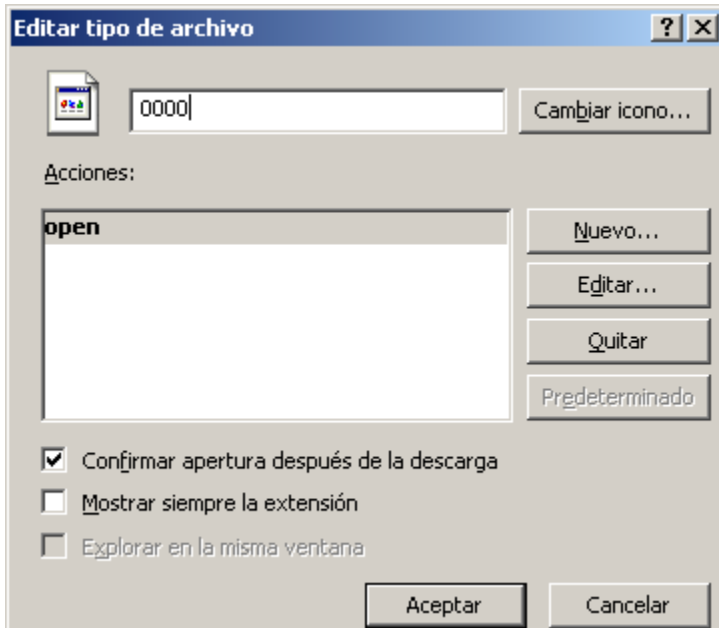 Editar tipo de archivo
0000
Cambiar icono...
Acciones:
open
Nuevo...
Editar...
Quitar
Predeterminado
Confirmar apertura después de la descarga
Mostrar siempre la extensión
Explorar en la misma ventana
Aceptar
Cancelar